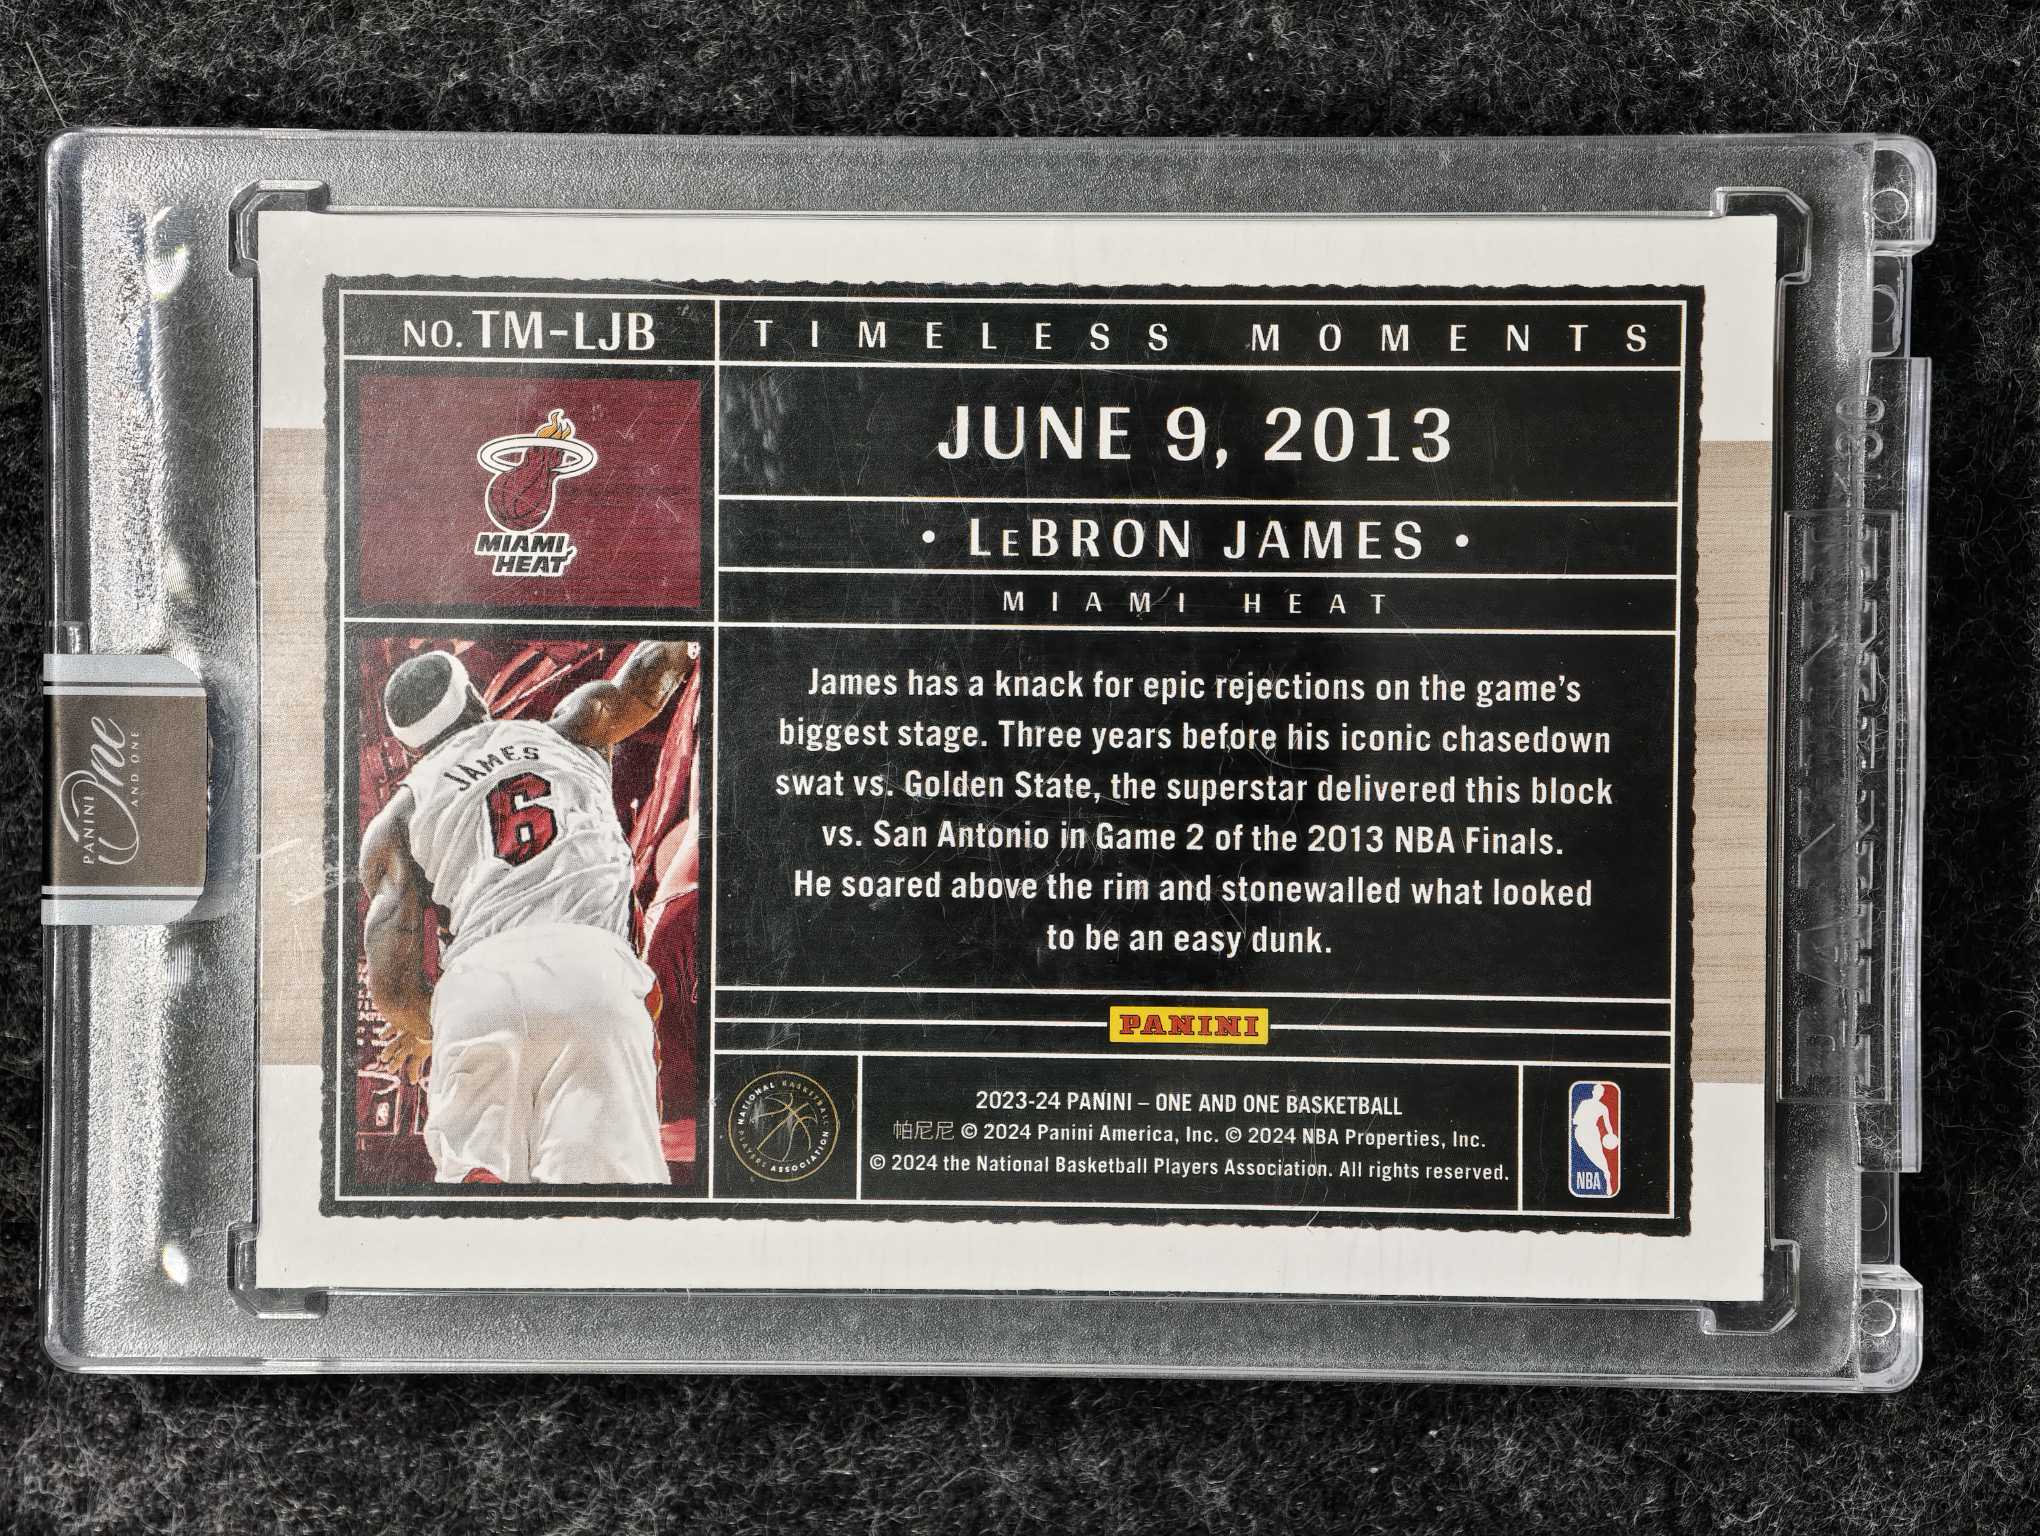 NO. TM-LJB
TIMELESS MOMENTS
JUNE 9, 2013
MIAMI
HEAT
• LeBRON JAMES •
MIAMI HEAT
JAMES
6
James has a knack for epic rejections on the game's
biggest stage. Three years before his iconic chasedown
swat vs. Golden State, the superstar delivered this block
vs. San Antonio in Game 2 of the 2013 NBA Finals.
He soared above the rim and stonewalled what looked
to be an easy dunk.
PANINI
NATIONAL BASKETBALL PLAYERS ASSOCIATION
2023-24 PANINI – ONE AND ONE BASKETBALL
帕尼尼 © 2024 Panini America, Inc. © 2024 NBA Properties, Inc.
© 2024 the National Basketball Players Association. All rights reserved.
NBA
PANINI
One
AND ONE
PANINI